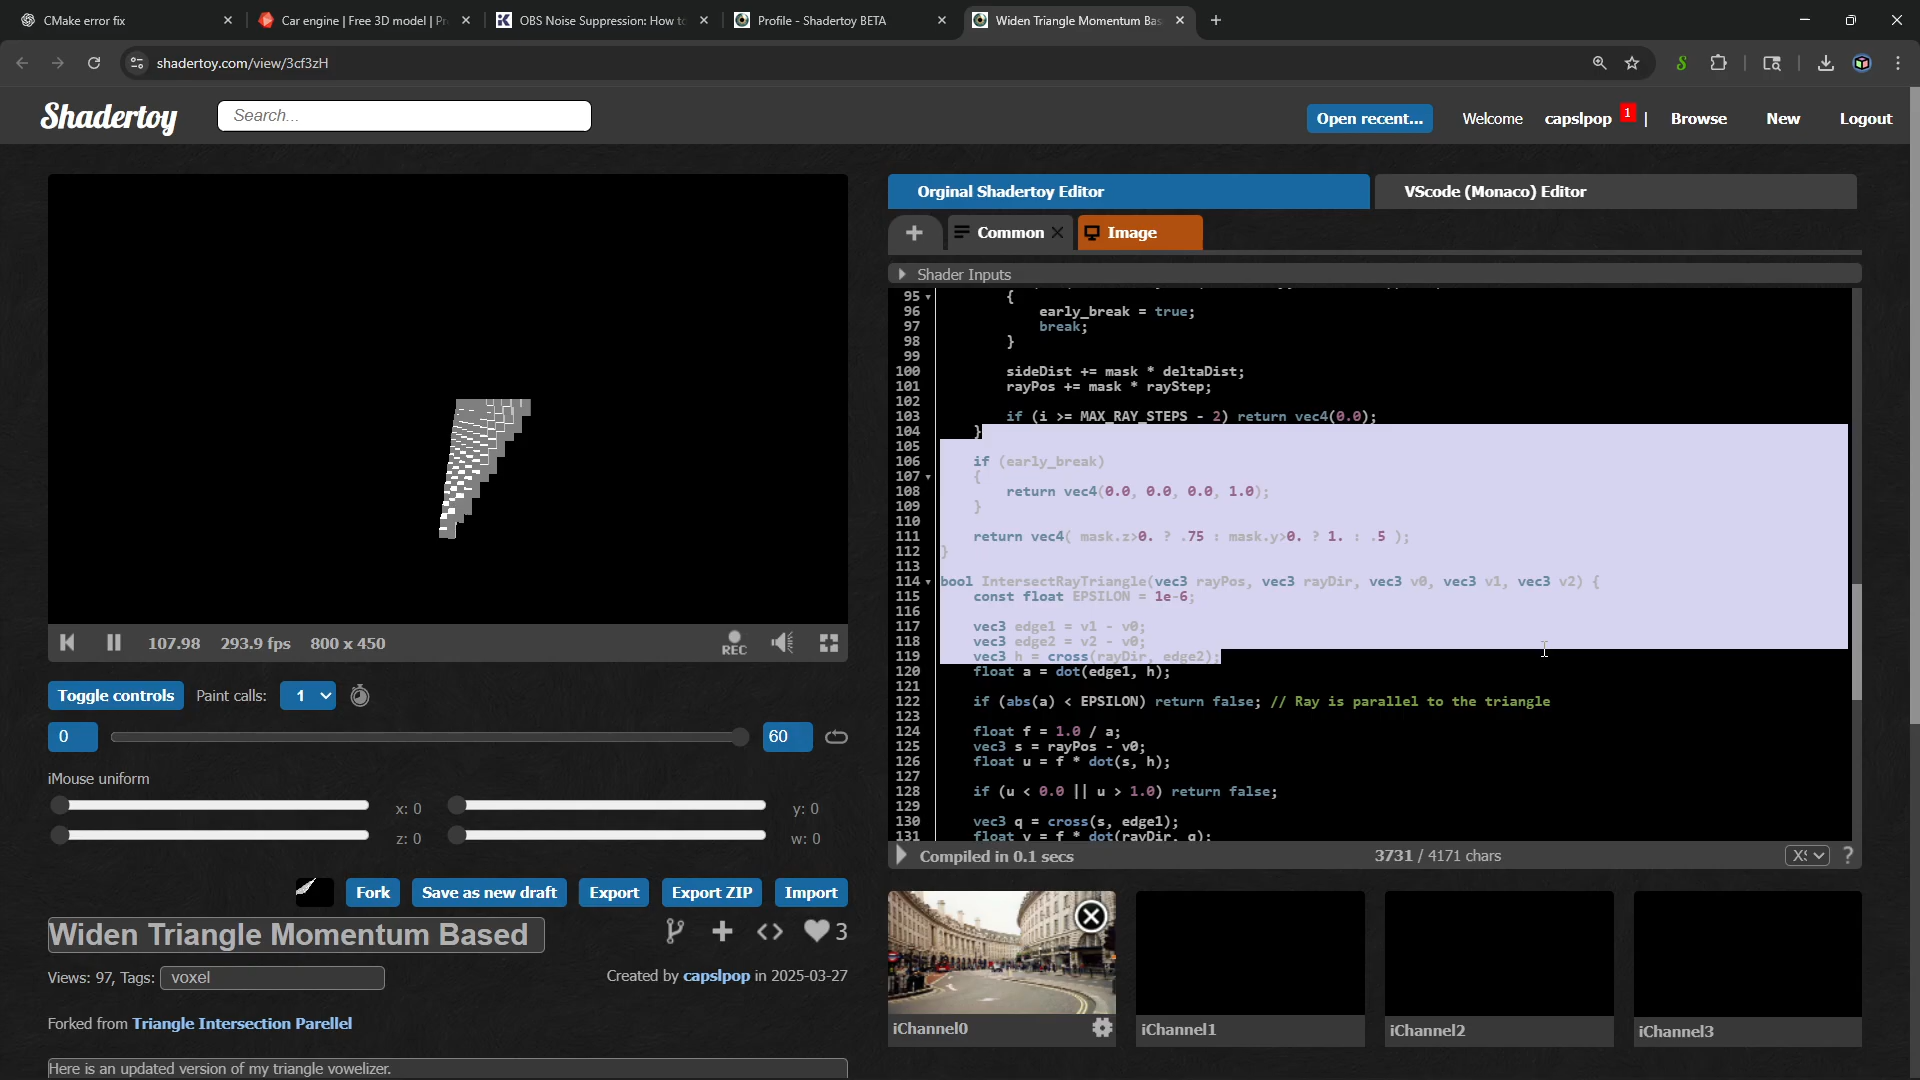 CMake error fix
Car engine | Free 3D model | Pr
OBS Noise Suppression: How to
Profile - Shadertoy BETA
Widen Triangle Momentum Bas
shadertoy.com/view/3cf3zH
Shadertoy
Search...
Open recent...
Welcome capslpop 1 | Browse New Logout
Orginal Shadertoy Editor
VScode (Monaco) Editor
+ Common Image
Shader Inputs
95 {
96 early_break = true;
97 break;
98 }
99
100 sideDist += mask * deltaDist;
101 rayPos += mask * rayStep;
102
103 if (i >= MAX_RAY_STEPS - 2) return vec4(0.0);
104 }
105
106 if (early_break)
107 {
108 return vec4(0.0, 0.0, 0.0, 1.0);
109 }
110
111 return vec4( mask.z>0. ? .75 : mask.y>0. ? 1. : .5 );
112 }
113
114 bool IntersectRayTriangle(vec3 rayPos, vec3 rayDir, vec3 v0, vec3 v1, vec3 v2) {
115 const float EPSILON = 1e-6;
116
117 vec3 edge1 = v1 - v0;
118 vec3 edge2 = v2 - v0;
119 vec3 h = cross(rayDir, edge2);
120 float a = dot(edge1, h);
121
122 if (abs(a) < EPSILON) return false; // Ray is parallel to the triangle
123
124 float f = 1.0 / a;
125 vec3 s = rayPos - v0;
126 float u = f * dot(s, h);
127
128 if (u < 0.0 || u > 1.0) return false;
129
130 vec3 q = cross(s, edge1);
131 float v = f * dot(rayDir, q);
107.98 293.9 fps 800 x 450
REC
Compiled in 0.1 secs
3731 / 4171 chars
?
Toggle controls Paint calls: 1
0
60
iMouse uniform
x: 0
y: 0
z: 0
w: 0
Fork
Save as new draft
Export
Export ZIP
Import
Widen Triangle Momentum Based
3
Views: 97, Tags: voxel
Created by capslpop in 2025-03-27
Forked from Triangle Intersection Parellel
Here is an updated version of my triangle vowelizer.
iChannel0
iChannel1
iChannel2
iChannel3